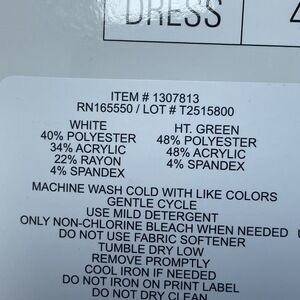 DRESS
ITEM # 1307813
RN165550 / LOT # T2515800
WHITE HT. GREEN
40% POLYESTER 48% POLYESTER
34% ACRYLIC 48% ACRYLIC
22% RAYON 4% SPANDEX
4% SPANDEX
MACHINE WASH COLD WITH LIKE COLORS
GENTLE CYCLE
USE MILD DETERGENT
ONLY NON-CHLORINE BLEACH WHEN NEEDED
DO NOT USE FABRIC SOFTENER
TUMBLE DRY LOW
REMOVE PROMPTLY
COOL IRON IF NEEDED
DO NOT IRON ON PRINT LABEL
DO NOT DRY CLEAN